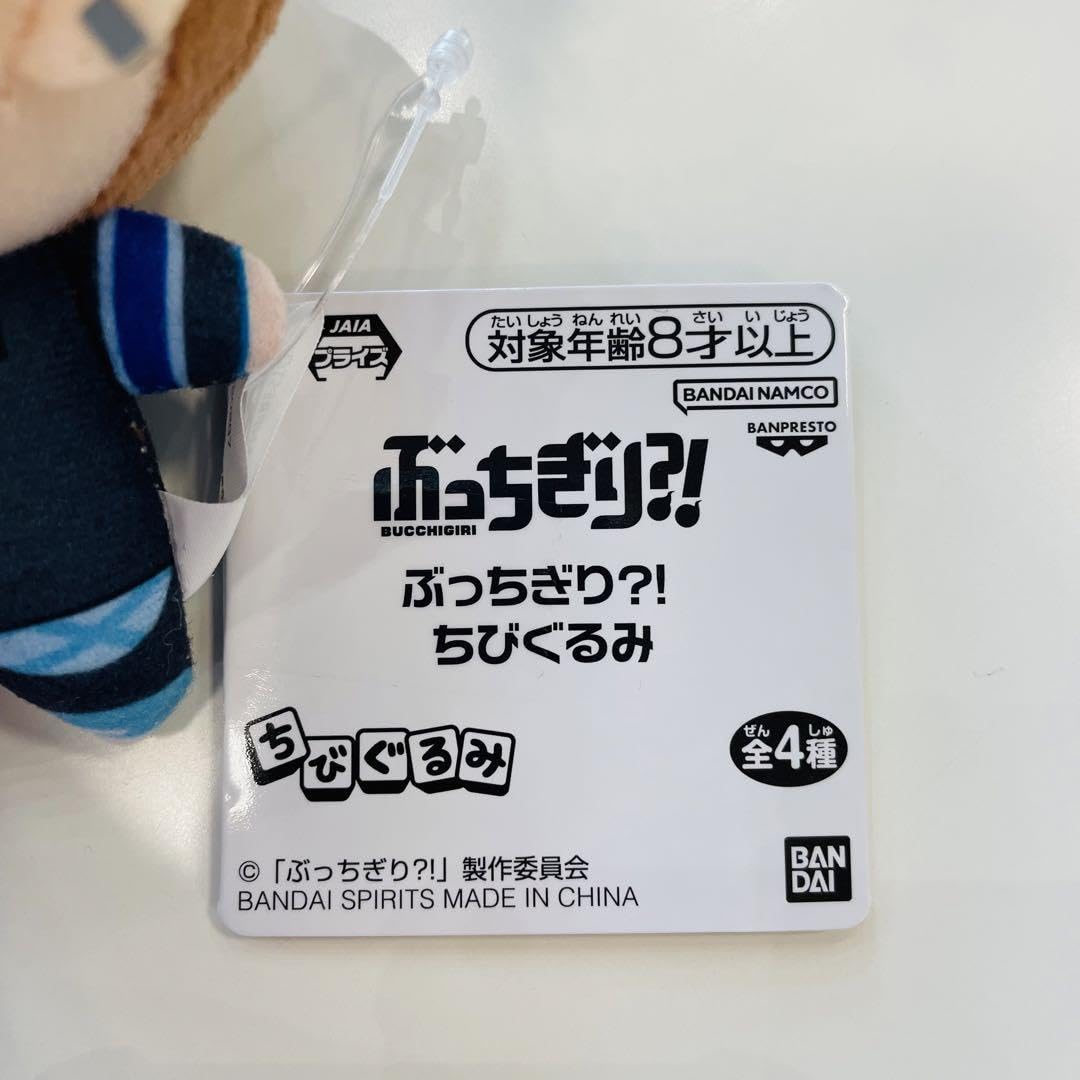 JAIA
プライズ
たいしょうねんれい さいいじょう
対象年齢8才以上
BANDAI NAMCO
BANPRESTO
ぶっちぎり?!
BUCCHIGIRI
ぶっちぎり?!
ちびぐるみ
ちびぐるみ
ぜん しゅ
全4種
©「ぶっちぎり?!」製作委員会
BANDAI SPIRITS MADE IN CHINA
BAN
DAI